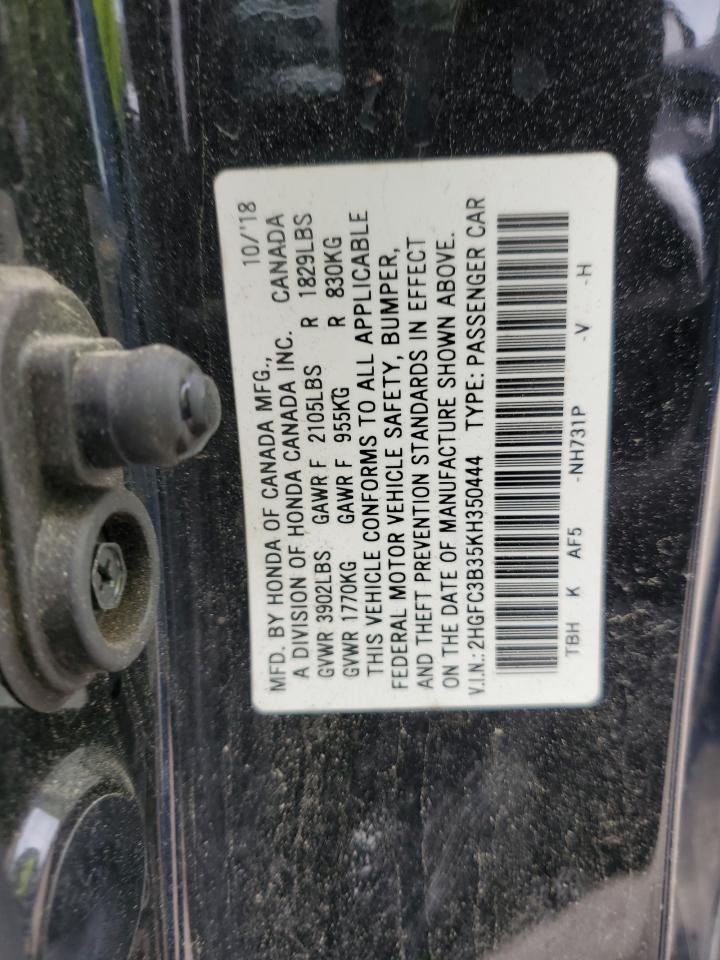 MFD. BY HONDA OF CANADA MFG., 10/'18
A DIVISION OF HONDA CANADA INC. CANADA
GVWR 3902LBS GAWR F 2105LBS R 1829LBS
GVWR 1770KG GAWR F 955KG R 830KG
THIS VEHICLE CONFORMS TO ALL APPLICABLE
FEDERAL MOTOR VEHICLE SAFETY, BUMPER,
AND THEFT PREVENTION STANDARDS IN EFFECT
ON THE DATE OF MANUFACTURE SHOWN ABOVE.
V.I.N.: 2HGFC3B35KH350444 TYPE: PASSENGER CAR
TBH K AF5 -NH731P -V -H